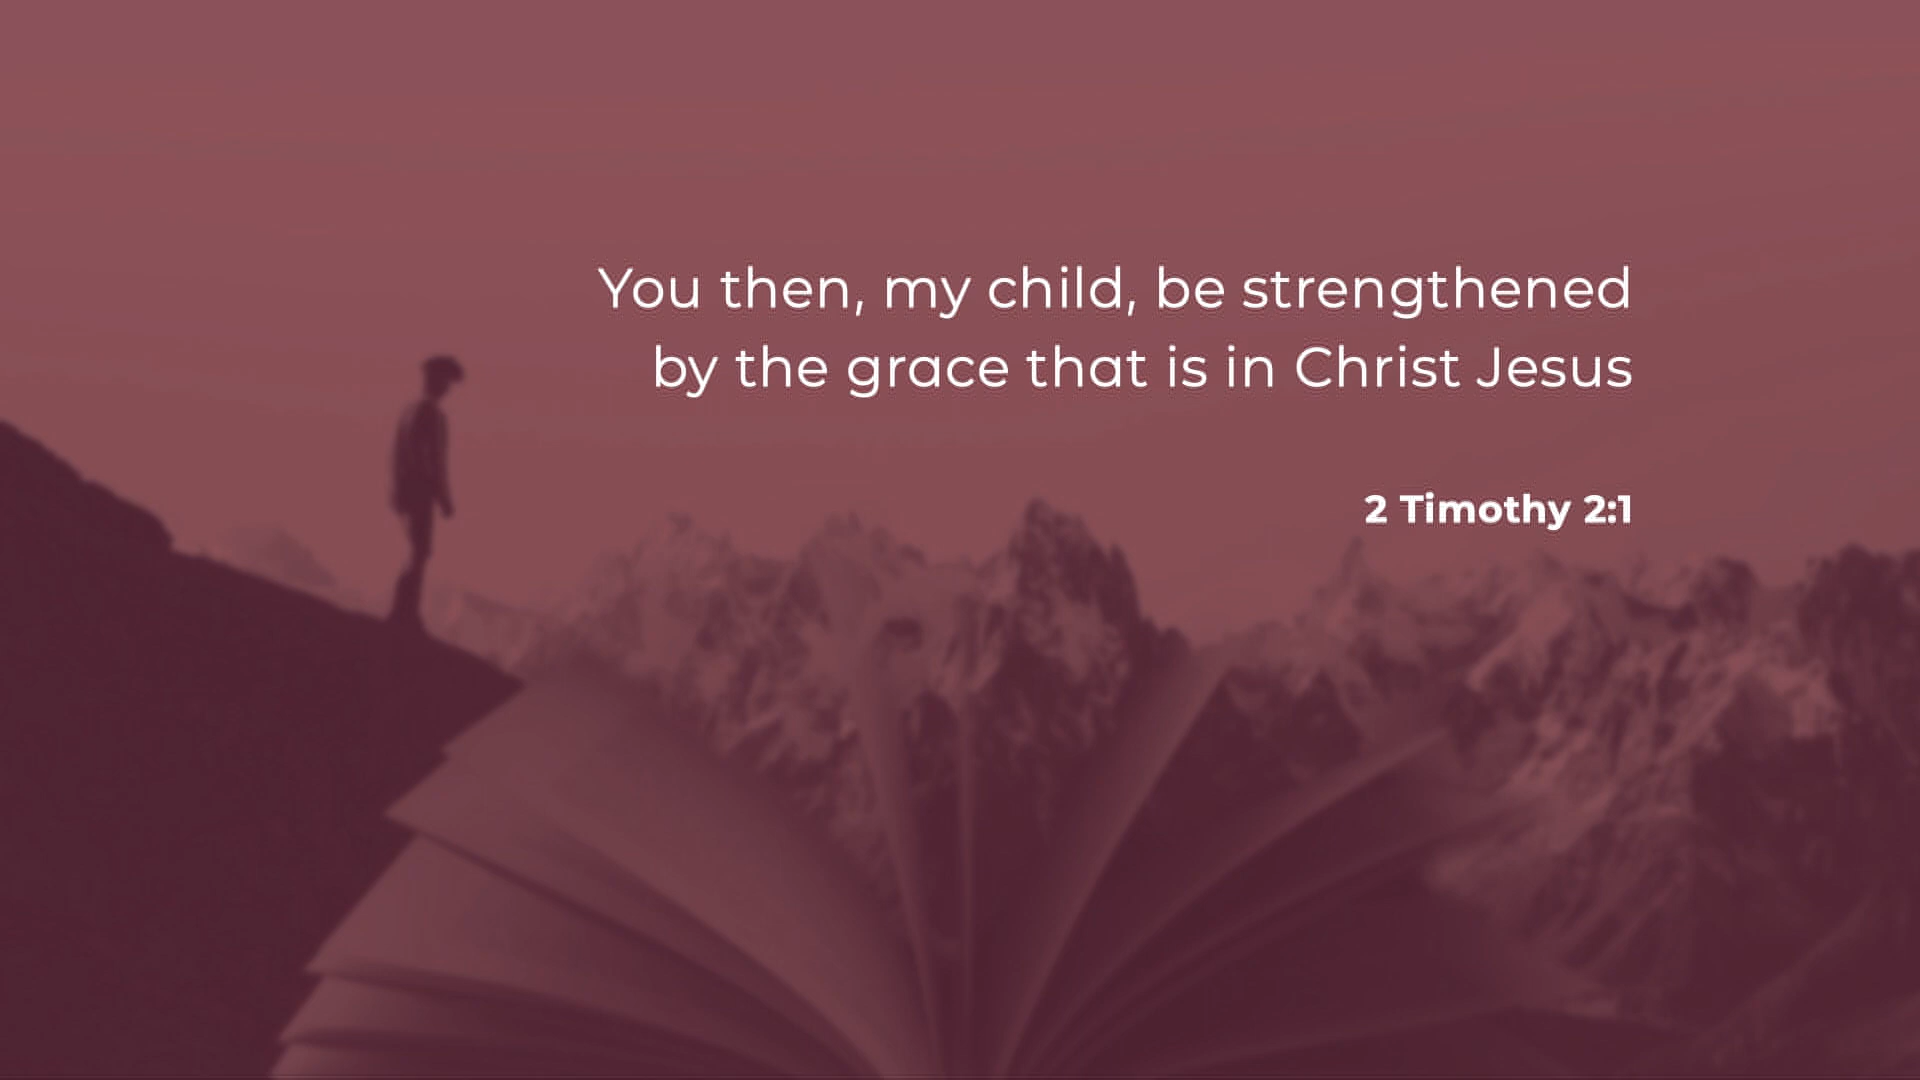 You then, my child, be strengthened
by the grace that is in Christ Jesus
2 Timothy 2:1